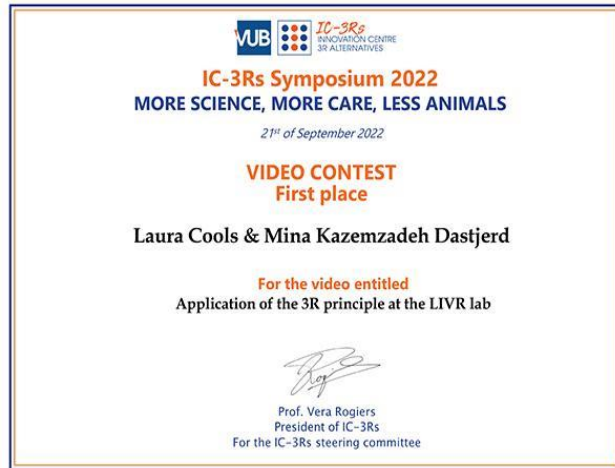 VUB
IC-3Rs
INNOVATION CENTRE
3R ALTERNATIVES
IC-3Rs Symposium 2022
MORE SCIENCE, MORE CARE, LESS ANIMALS
21st of September 2022
VIDEO CONTEST
First place
Laura Cools & Mina Kazemzadeh Dastjerd
For the video entitled
Application of the 3R principle at the LIVR lab
Prof. Vera Rogiers
President of IC-3Rs
For the IC-3Rs steering committee